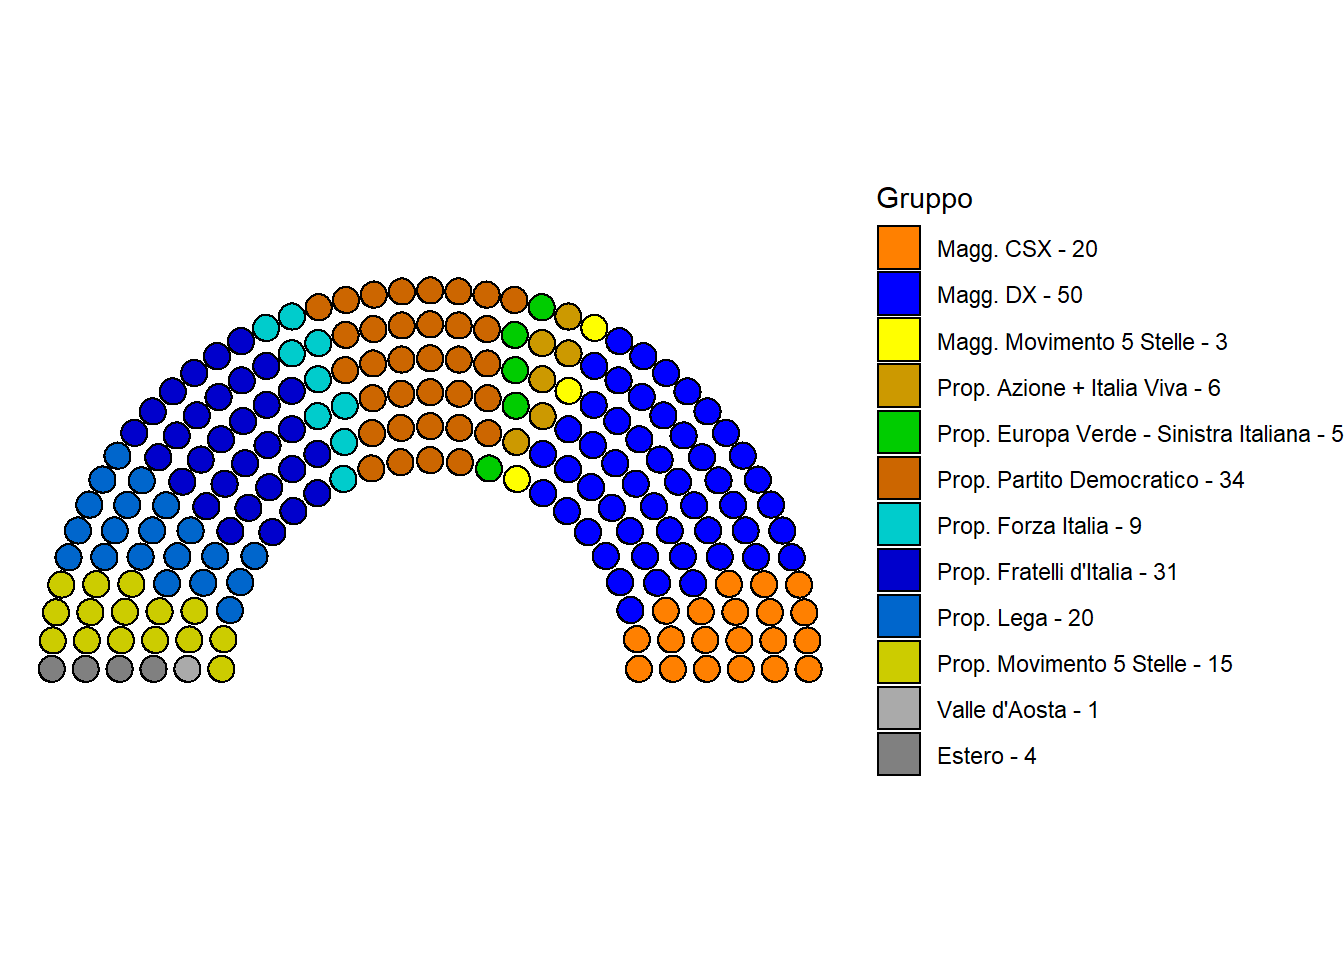 Gruppo
Magg. CSX - 20
Magg. DX - 50
Magg. Movimento 5 Stelle - 3
Prop. Azione + Italia Viva - 6
Prop. Europa Verde - Sinistra Italiana - 5
Prop. Partito Democratico - 34
Prop. Forza Italia - 9
Prop. Fratelli d'Italia - 31
Prop. Lega - 20
Prop. Movimento 5 Stelle - 15
Valle d'Aosta - 1
Estero - 4